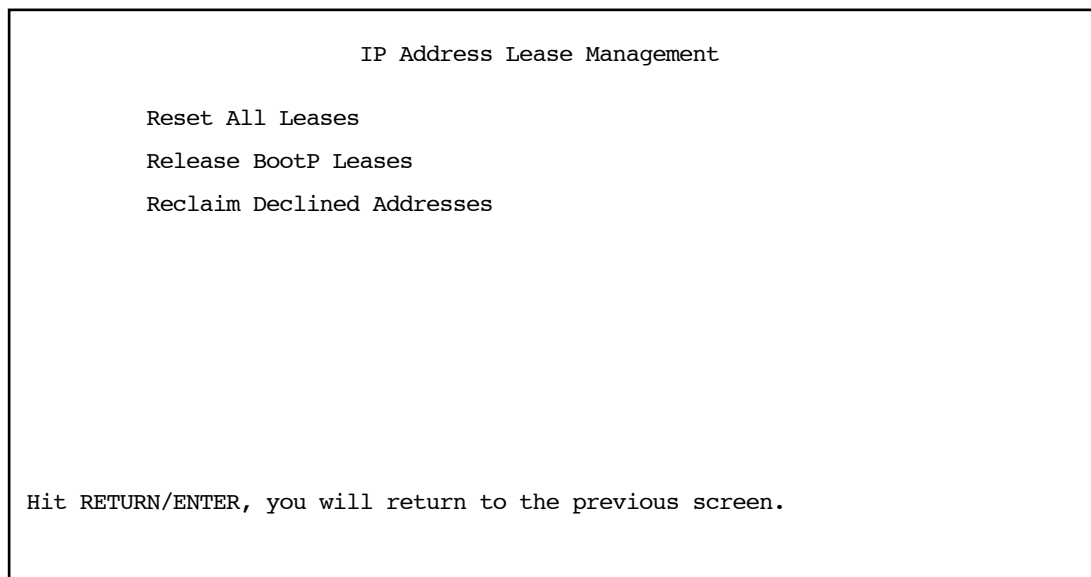 IP Address Lease Management
Reset All Leases
Release BootP Leases
Reclaim Declined Addresses
Hit RETURN/ENTER, you will return to the previous screen.